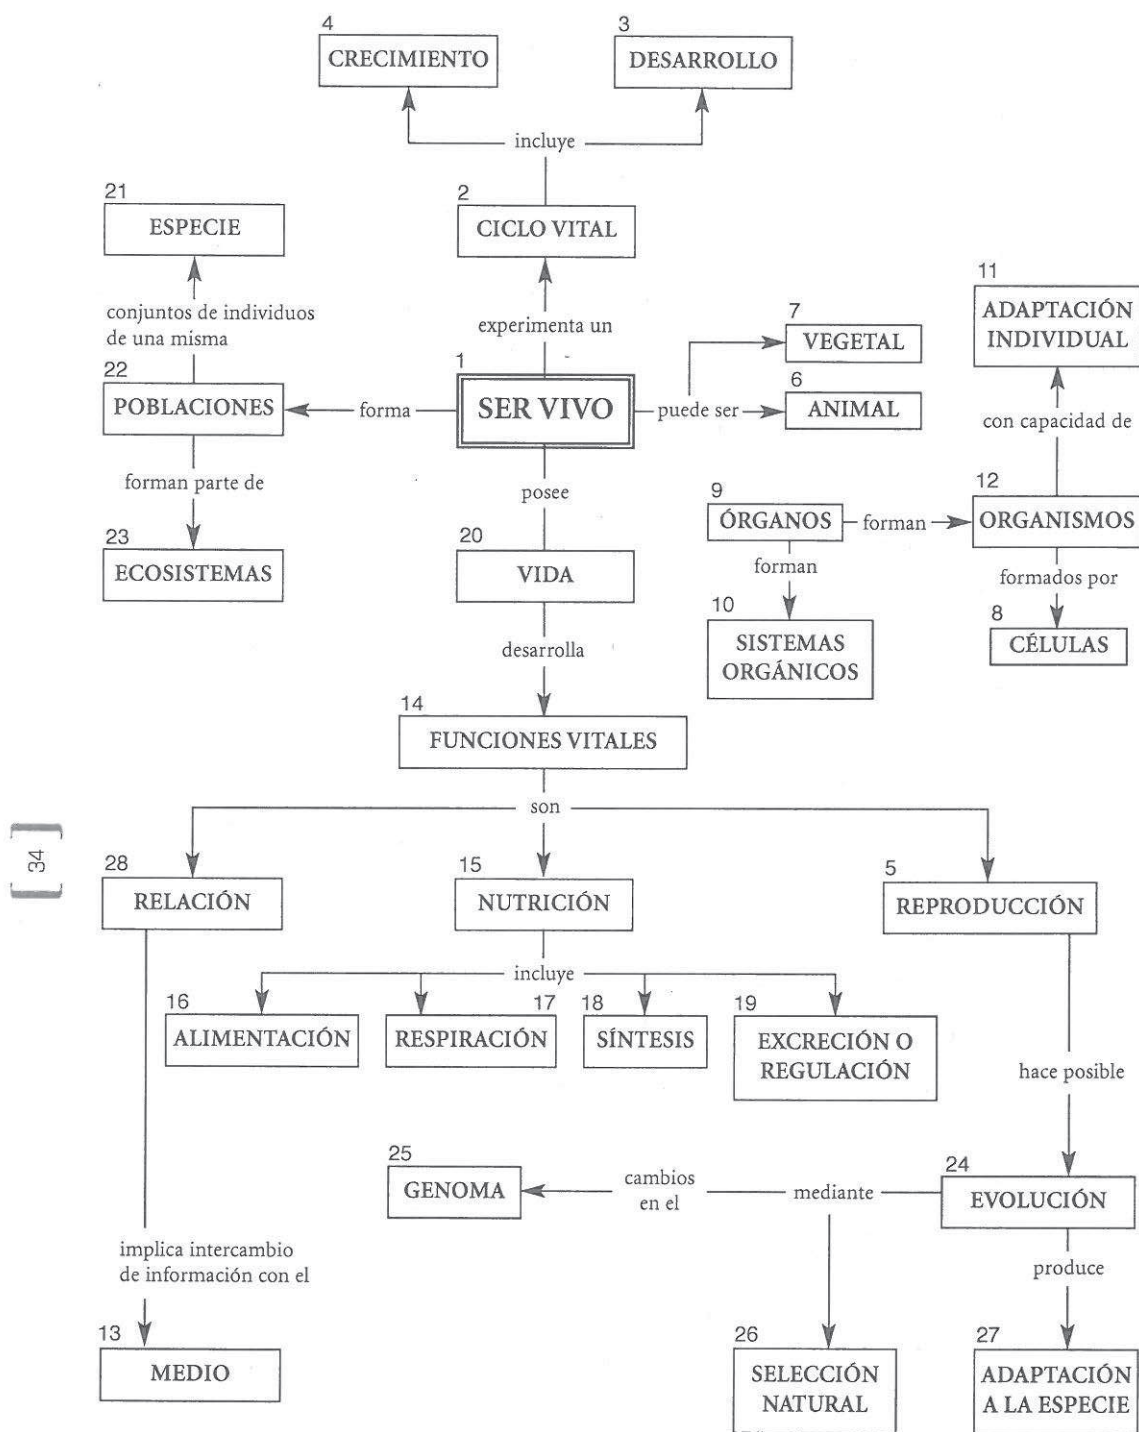 4
CRECIMIENTO
3
DESARROLLO
incluye
21
ESPECIE
2
CICLO VITAL
conjuntos de individuos
de una misma
experimenta un
11
ADAPTACIÓN
INDIVIDUAL
7
VEGETAL
22
POBLACIONES
forma
1
SER VIVO
puede ser
6
ANIMAL
con capacidad de
forman parte de
posee
9
ÓRGANOS
forman
12
ORGANISMOS
23
ECOSISTEMAS
20
VIDA
forman
formados por
desarrolla
10
SISTEMAS
ORGÁNICOS
8
CÉLULAS
14
FUNCIONES VITALES
son
34
28
RELACIÓN
15
NUTRICIÓN
5
REPRODUCCIÓN
incluye
16
ALIMENTACIÓN
17
RESPIRACIÓN
18
SÍNTESIS
19
EXCRECIÓN O
REGULACIÓN
hace posible
25
GENOMA
cambios
en el
mediante
24
EVOLUCIÓN
implica intercambio
de información con el
produce
13
MEDIO
26
SELECCIÓN
NATURAL
27
ADAPTACIÓN
A LA ESPECIE